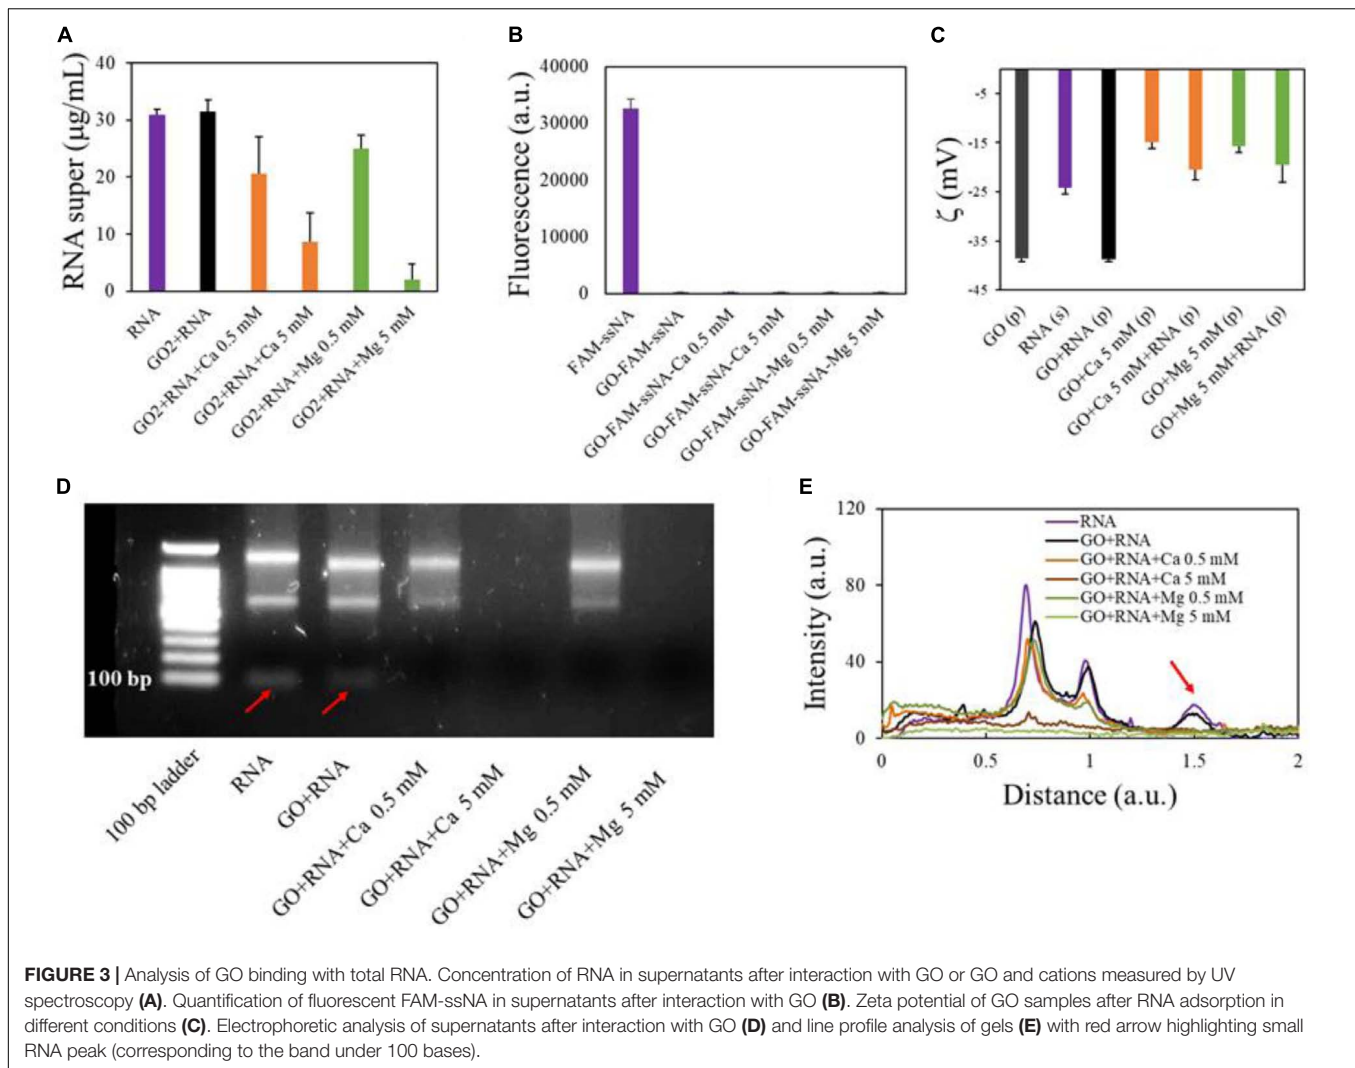 A
RNA super (µg/mL)
40
30
20
10
0
RNA
GO2+RNA
GO2+RNA+Ca 0.5 mM
GO2+RNA+Ca 5 mM
GO2+RNA+Mg 0.5 mM
GO2+RNA+Mg 5 mM
B
Fluorescence (a.u.)
40000
30000
20000
10000
0
FAM-ssNA
GO-FAM-ssNA
GO-FAM-ssNA-Ca 0.5 mM
GO-FAM-ssNA-Ca 5 mM
GO-FAM-ssNA-Mg 0.5 mM
GO-FAM-ssNA-Mg 5 mM
C
ζ (mV)
-5
-15
-25
-35
-45
GO (p)
RNA (s)
GO+RNA (p)
GO+Ca 5 mM (p)
GO+Ca 5 mM+RNA (p)
GO+Mg 5 mM (p)
GO+Mg 5 mM+RNA (p)
D
100 bp
100 bp ladder
RNA
GO+RNA
GO+RNA+Ca 0.5 mM
GO+RNA+Ca 5 mM
GO+RNA+Mg 0.5 mM
GO+RNA+Mg 5 mM
E
Intensity (a.u.)
120
80
40
0
RNA
GO+RNA
GO+RNA+Ca 0.5 mM
GO+RNA+Ca 5 mM
GO+RNA+Mg 0.5 mM
GO+RNA+Mg 5 mM
0 0.5 1 1.5 2
Distance (a.u.)
FIGURE 3 | Analysis of GO binding with total RNA. Concentration of RNA in supernatants after interaction with GO or GO and cations measured by UV
spectroscopy (A). Quantification of fluorescent FAM-ssNA in supernatants after interaction with GO (B). Zeta potential of GO samples after RNA adsorption in
different conditions (C). Electrophoretic analysis of supernatants after interaction with GO (D) and line profile analysis of gels (E) with red arrow highlighting small
RNA peak (corresponding to the band under 100 bases).